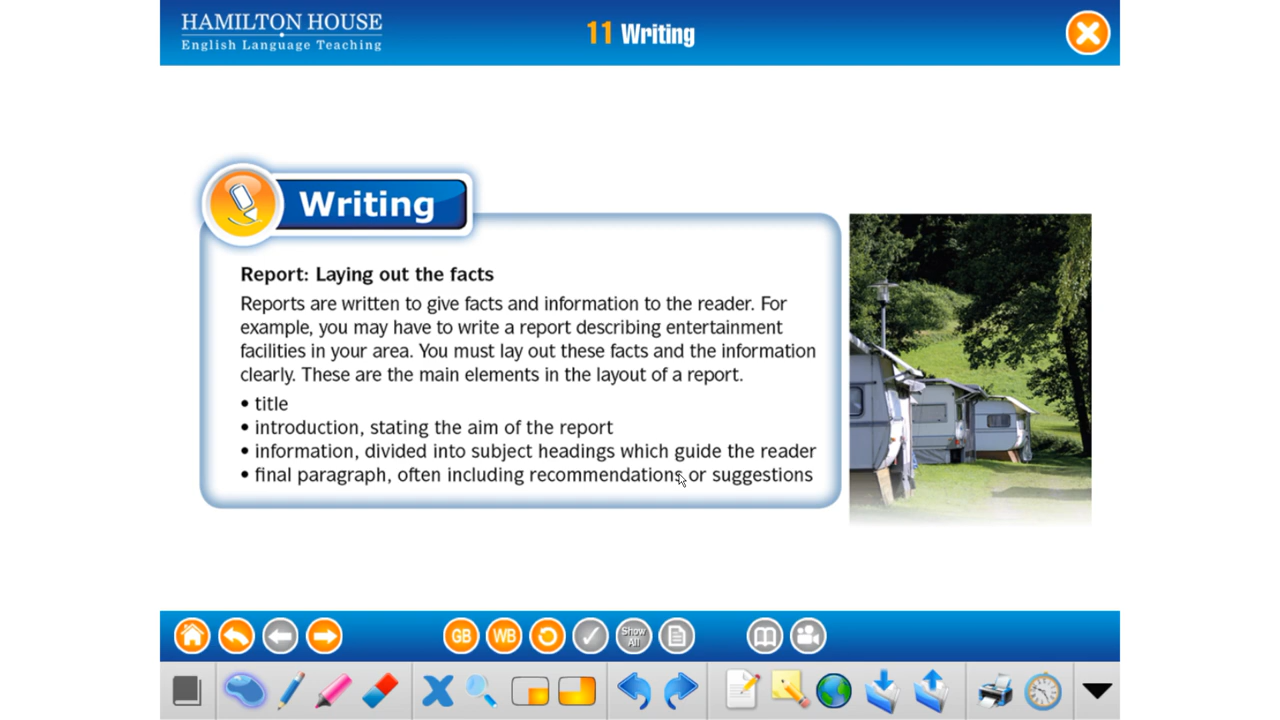 HAMILTON HOUSE
English Language Teaching
11 Writing
Writing
Report: Laying out the facts
Reports are written to give facts and information to the reader. For
example, you may have to write a report describing entertainment
facilities in your area. You must lay out these facts and the information
clearly. These are the main elements in the layout of a report.
• title
• introduction, stating the aim of the report
• information, divided into subject headings which guide the reader
• final paragraph, often including recommendations or suggestions
GB
WB
Show
All